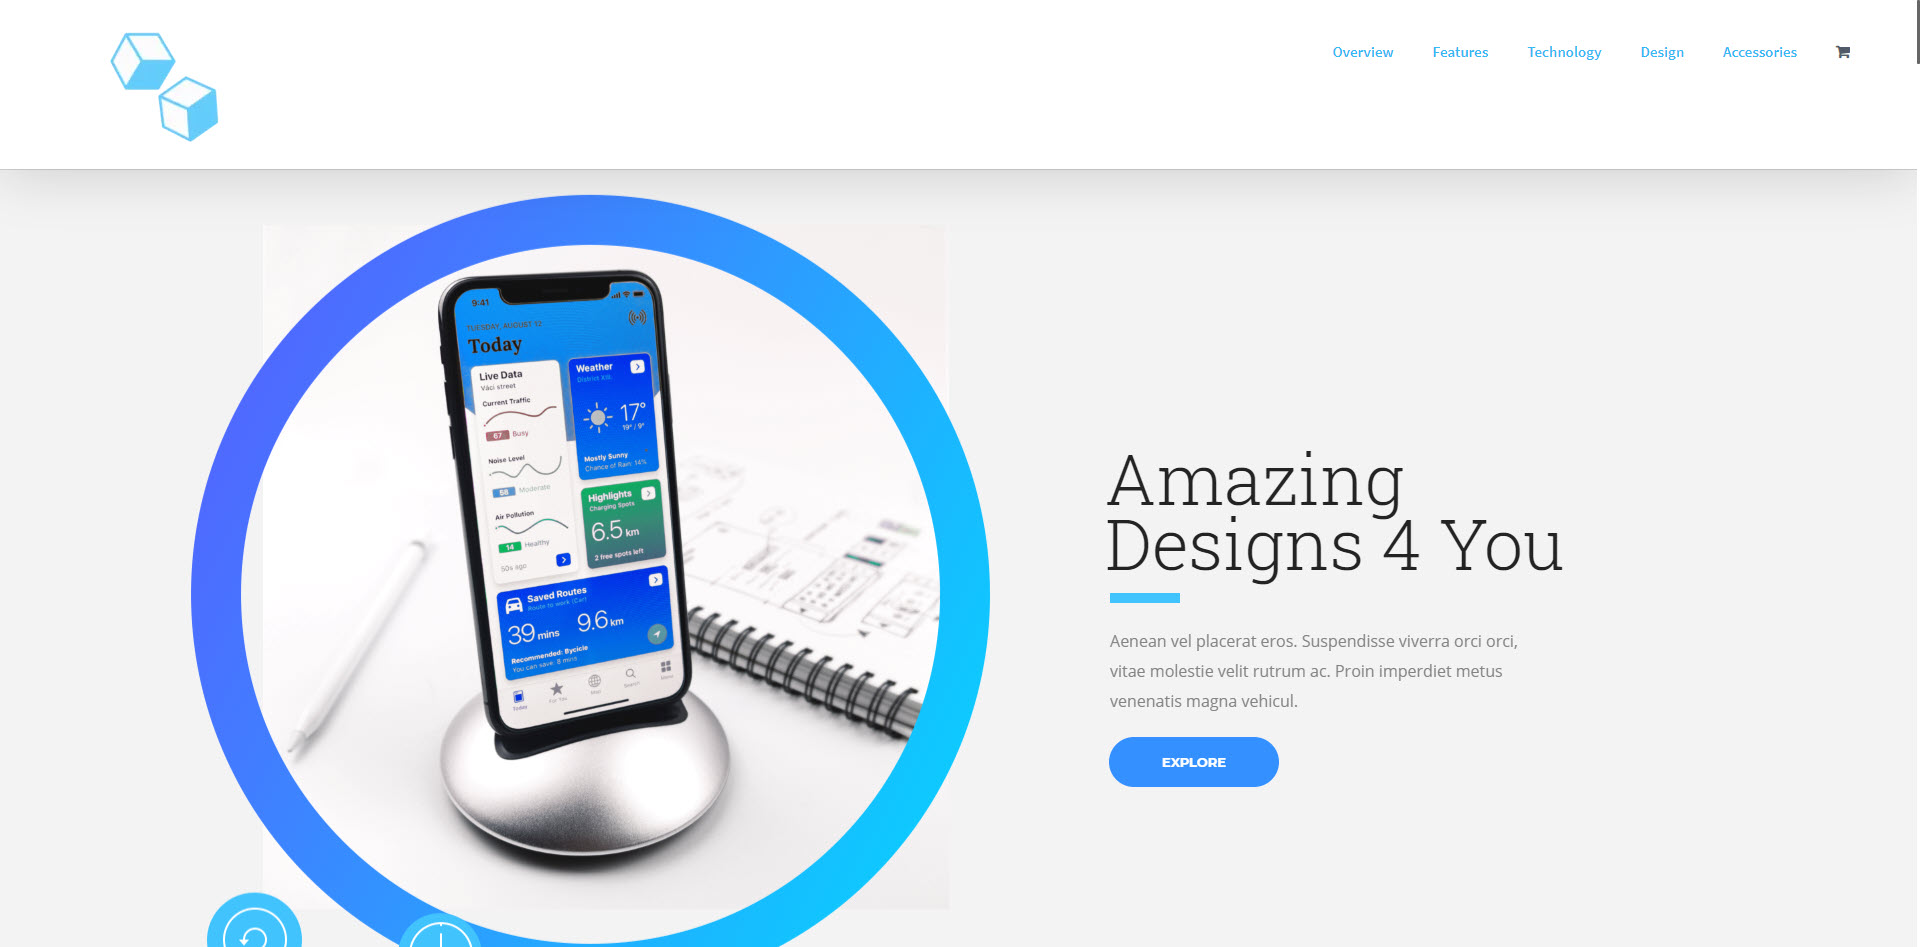 Overview Features Technology Design Accessories
9:41
TUESDAY, AUGUST 12
Today
Live Data
Váci street
Current Traffic
67 Busy
Noise Level
58 Moderate
Air Pollution
14 Healthy
50s ago
Weather
District XIII.
17°
19° / 9°
Mostly Sunny
Chance of Rain: 14%
Highlights
Charging Spots
6.5 km
2 free spots left
Saved Routes
Route to work (Car)
39 mins 9.6 km
Recommended: Bycicle
You can save: 8 mins
Today For You Map Search Menu
Amazing
Designs 4 You
Aenean vel placerat eros. Suspendisse viverra orci orci,
vitae molestie velit rutrum ac. Proin imperdiet metus
venenatis magna vehicul.
EXPLORE